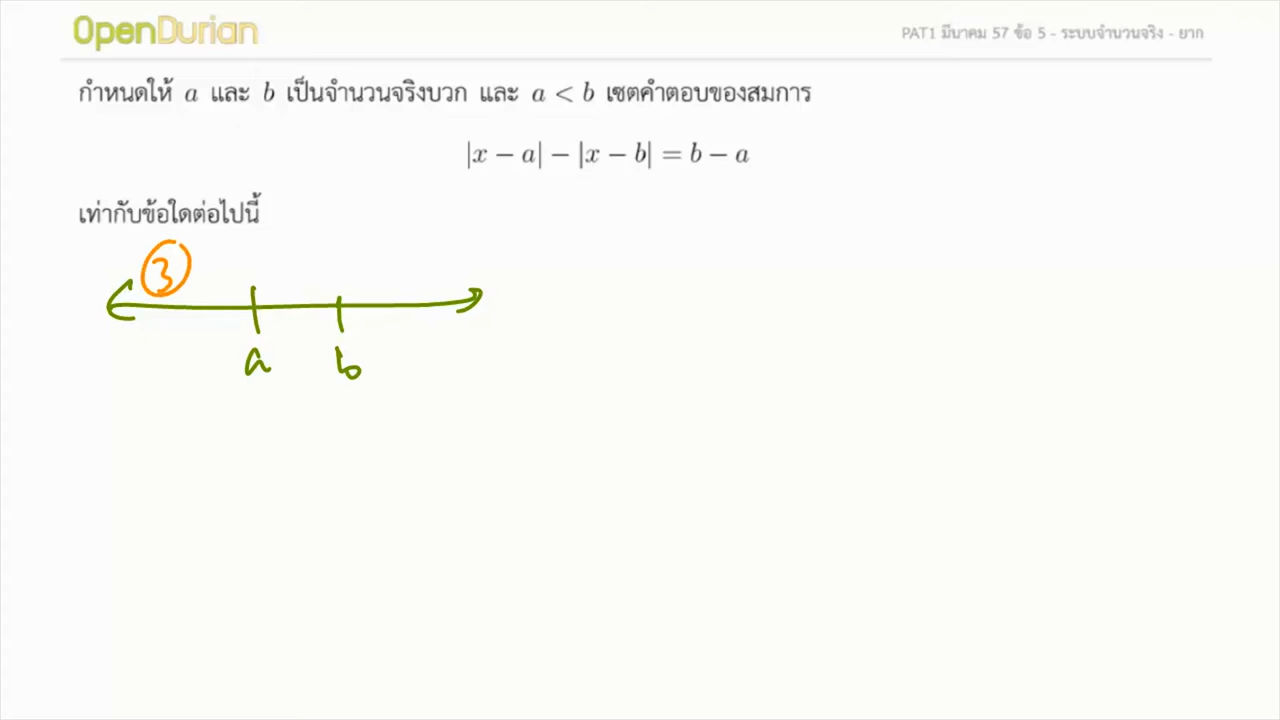 OpenDurian
PAT1 มีนาคม 57 ข้อ 5 - ระบบจำนวนจริง - ยาก
กำหนดให้ a และ b เป็นจำนวนจริงบวก และ a < b เซตคำตอบของสมการ
|x − a| − |x − b| = b − a
เท่ากับข้อใดต่อไปนี้
3
a b